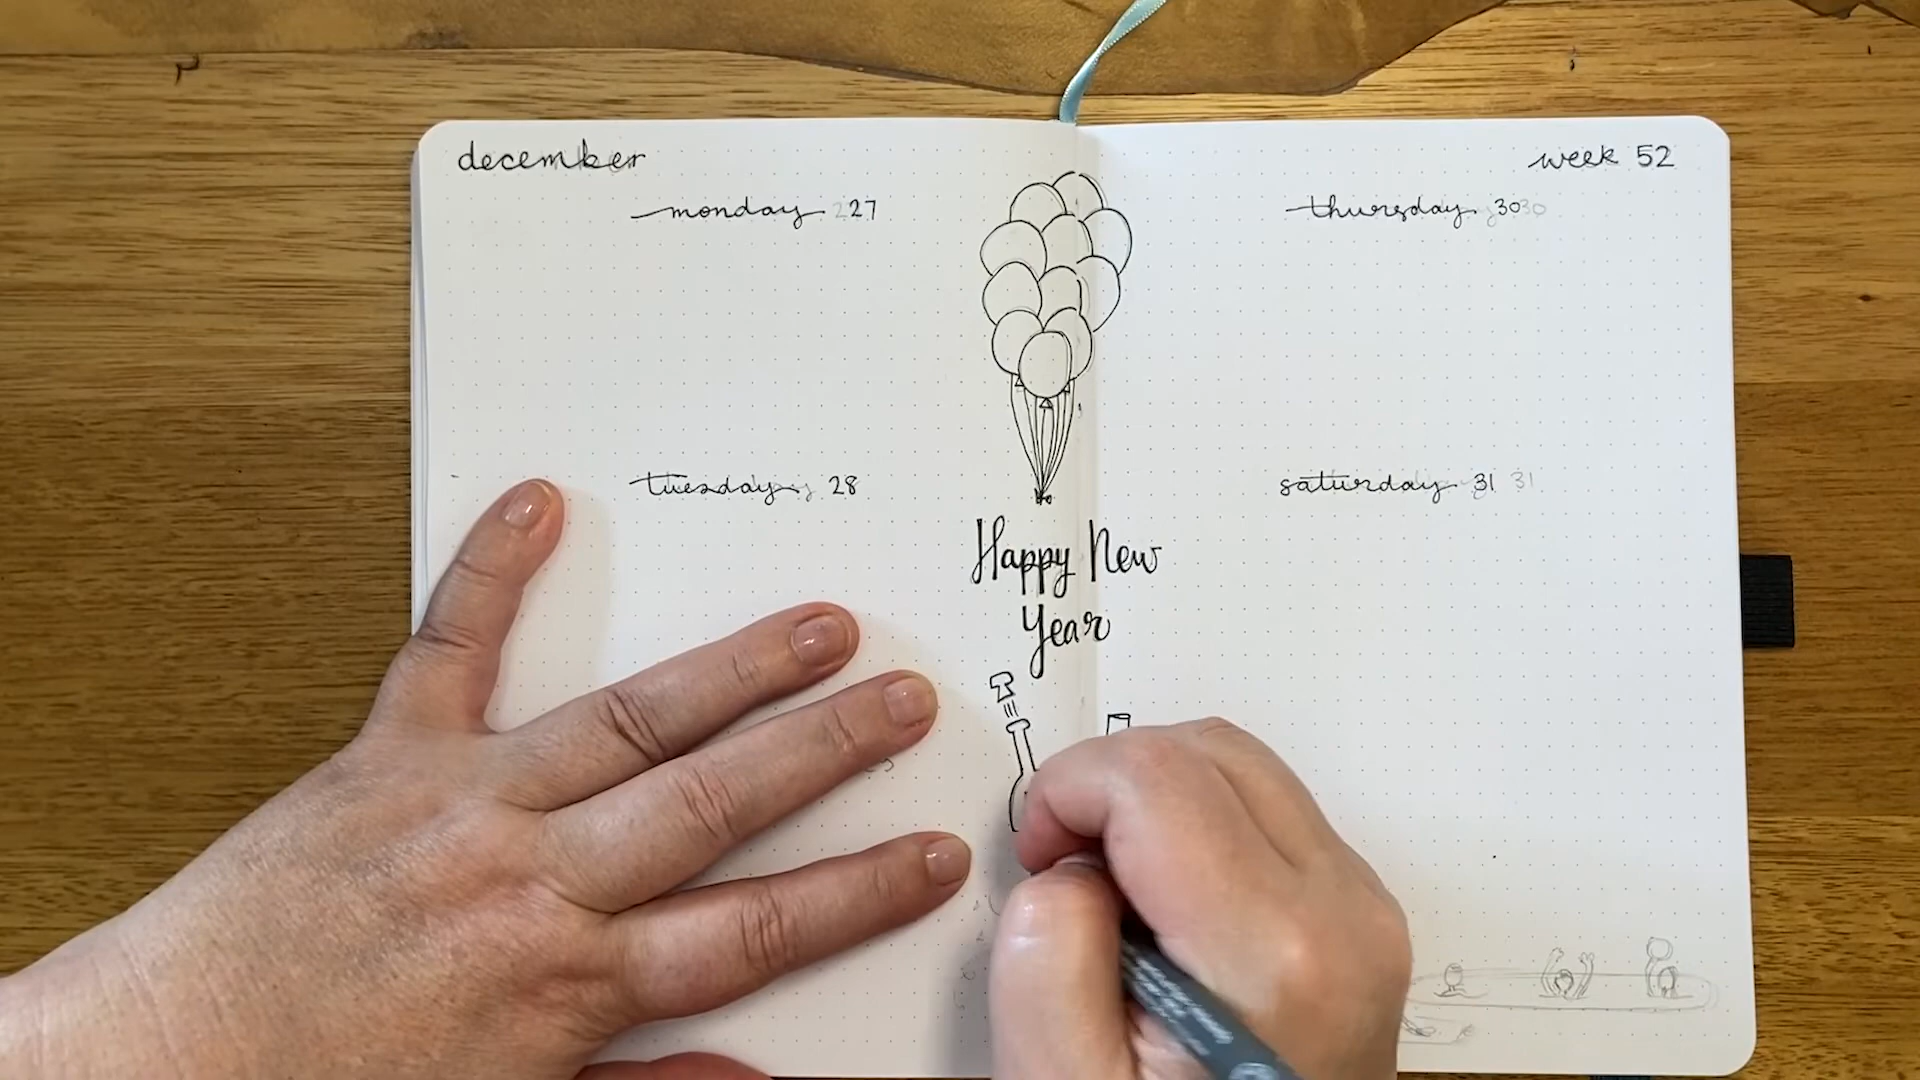 december
monday 27
tuesday 28
Happy New
Year
week 52
thursday 30
saturday 31